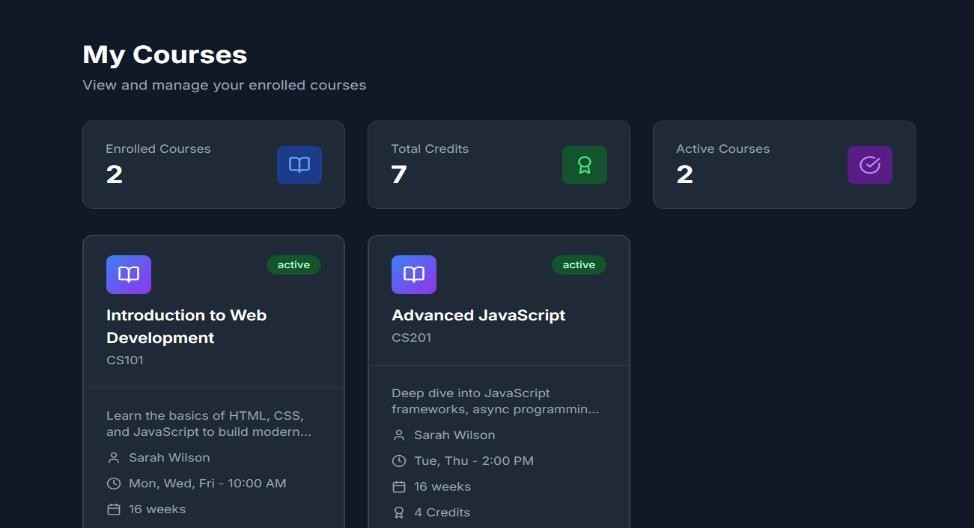 My Courses
View and manage your enrolled courses
Enrolled Courses
2
Total Credits
7
Active Courses
2
active
Introduction to Web
Development
CS101
Learn the basics of HTML, CSS,
and JavaScript to build modern...
Sarah Wilson
Mon, Wed, Fri - 10:00 AM
16 weeks
active
Advanced JavaScript
CS201
Deep dive into JavaScript
frameworks, async programmin...
Sarah Wilson
Tue, Thu - 2:00 PM
16 weeks
4 Credits